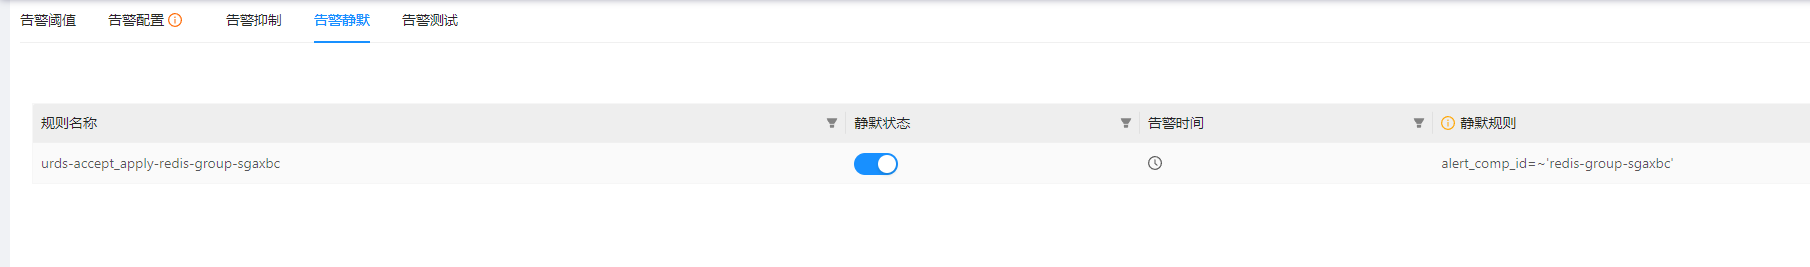 告警阈值 告警配置 告警抑制 告警静默 告警测试
规则名称 静默状态 告警时间 静默规则
urds-accept_apply-redis-group-sgaxbc alert_comp_id=~'redis-group-sgaxbc'